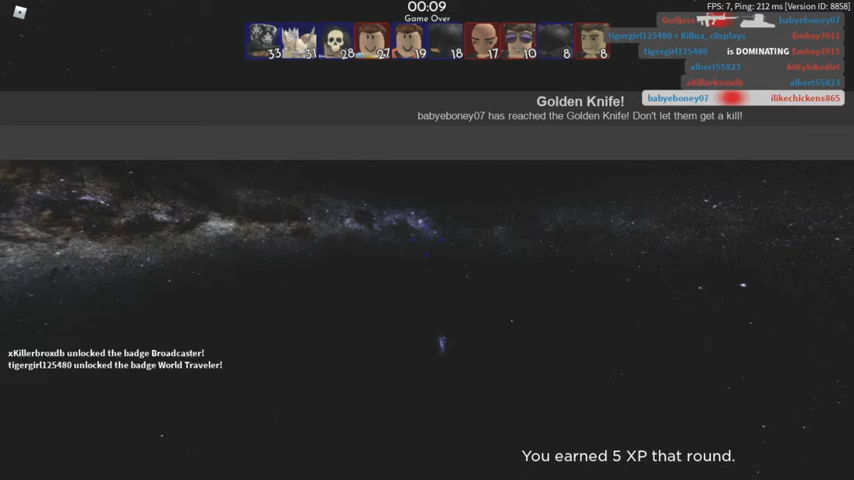 00:09
Game Over
FPS: 7, Ping: 212 ms [Version ID: 8858]
33 31 28 27 19 18 17 10 8 8
babyeboney07
tigergirl125480 + Killua_c0splays
tigergirl125480 is DOMINATING
albert55823 kittybikedirt
xKillerbroxdb albert55823
babyeboney07 ilikechickens865
Golden Knife!
babyeboney07 has reached the Golden Knife! Don't let them get a kill!
xKillerbroxdb unlocked the badge Broadcaster!
tigergirl125480 unlocked the badge World Traveler!
You earned 5 XP that round.